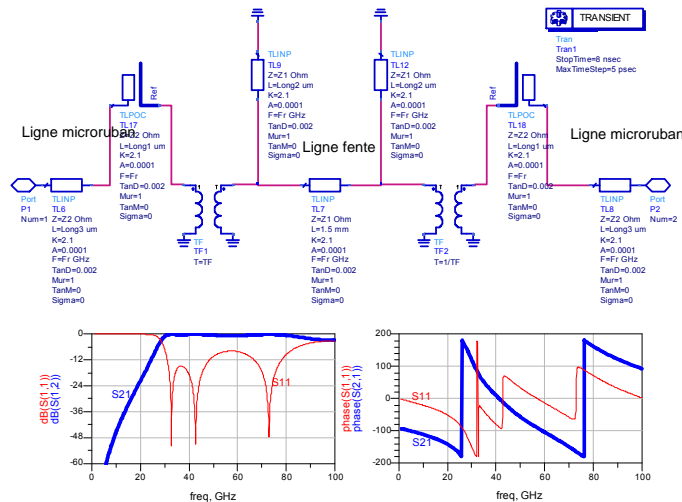 TRANSIENT
Tran
Tran1
StopTime=8 nsec
MaxTimeStep=5 psec
TLINP
TL9
Z=Z1 Ohm
L=Long2 um
K=2.1
A=0.0001
F=Fr GHz
TanD=0.002
Mur=1
TanM=0
Sigma=0
TLINP
TL12
Z=Z1 Ohm
L=Long2 um
K=2.1
A=0.0001
F=Fr GHz
TanD=0.002
Mur=1
TanM=0
Sigma=0
Ref
TLPOC
TL17
Z=Z2 Ohm
L=Long1 um
K=2.1
A=0.0001
F=Fr
TanD=0.002
Mur=1
TanM=0
Sigma=0
Ref
TLPOC
TL18
Z=Z2 Ohm
L=Long1 um
K=2.1
A=0.0001
F=Fr
TanD=0.002
Mur=1
TanM=0
Sigma=0
Ligne microruban
Ligne fente
Ligne microruban
Port
P1
Num=1
TLINP
TL6
Z=Z2 Ohm
L=Long3 um
K=2.1
A=0.0001
F=Fr GHz
TanD=0.002
Mur=1
TanM=0
Sigma=0
TF
TF1
T=TF
TLINP
TL7
Z=Z1 Ohm
L=1.5 mm
K=2.1
A=0.0001
F=Fr GHz
TanD=0.002
Mur=1
TanM=0
Sigma=0
TF
TF2
T=1/TF
TLINP
TL8
Z=Z2 Ohm
L=Long3 um
K=2.1
A=0.0001
F=Fr GHz
TanD=0.002
Mur=1
TanM=0
Sigma=0
Port
P2
Num=2
dB(S(1,1))
dB(S(1,2))
0
-12
-24
-36
-48
-60
S21
S11
0 20 40 60 80 100
freq, GHz
phase(S(1,1))
phase(S(2,1))
200
100
0
-100
-200
S11
S21
0 10 20 30 40 50 60 70 80 90 100
freq, GHz